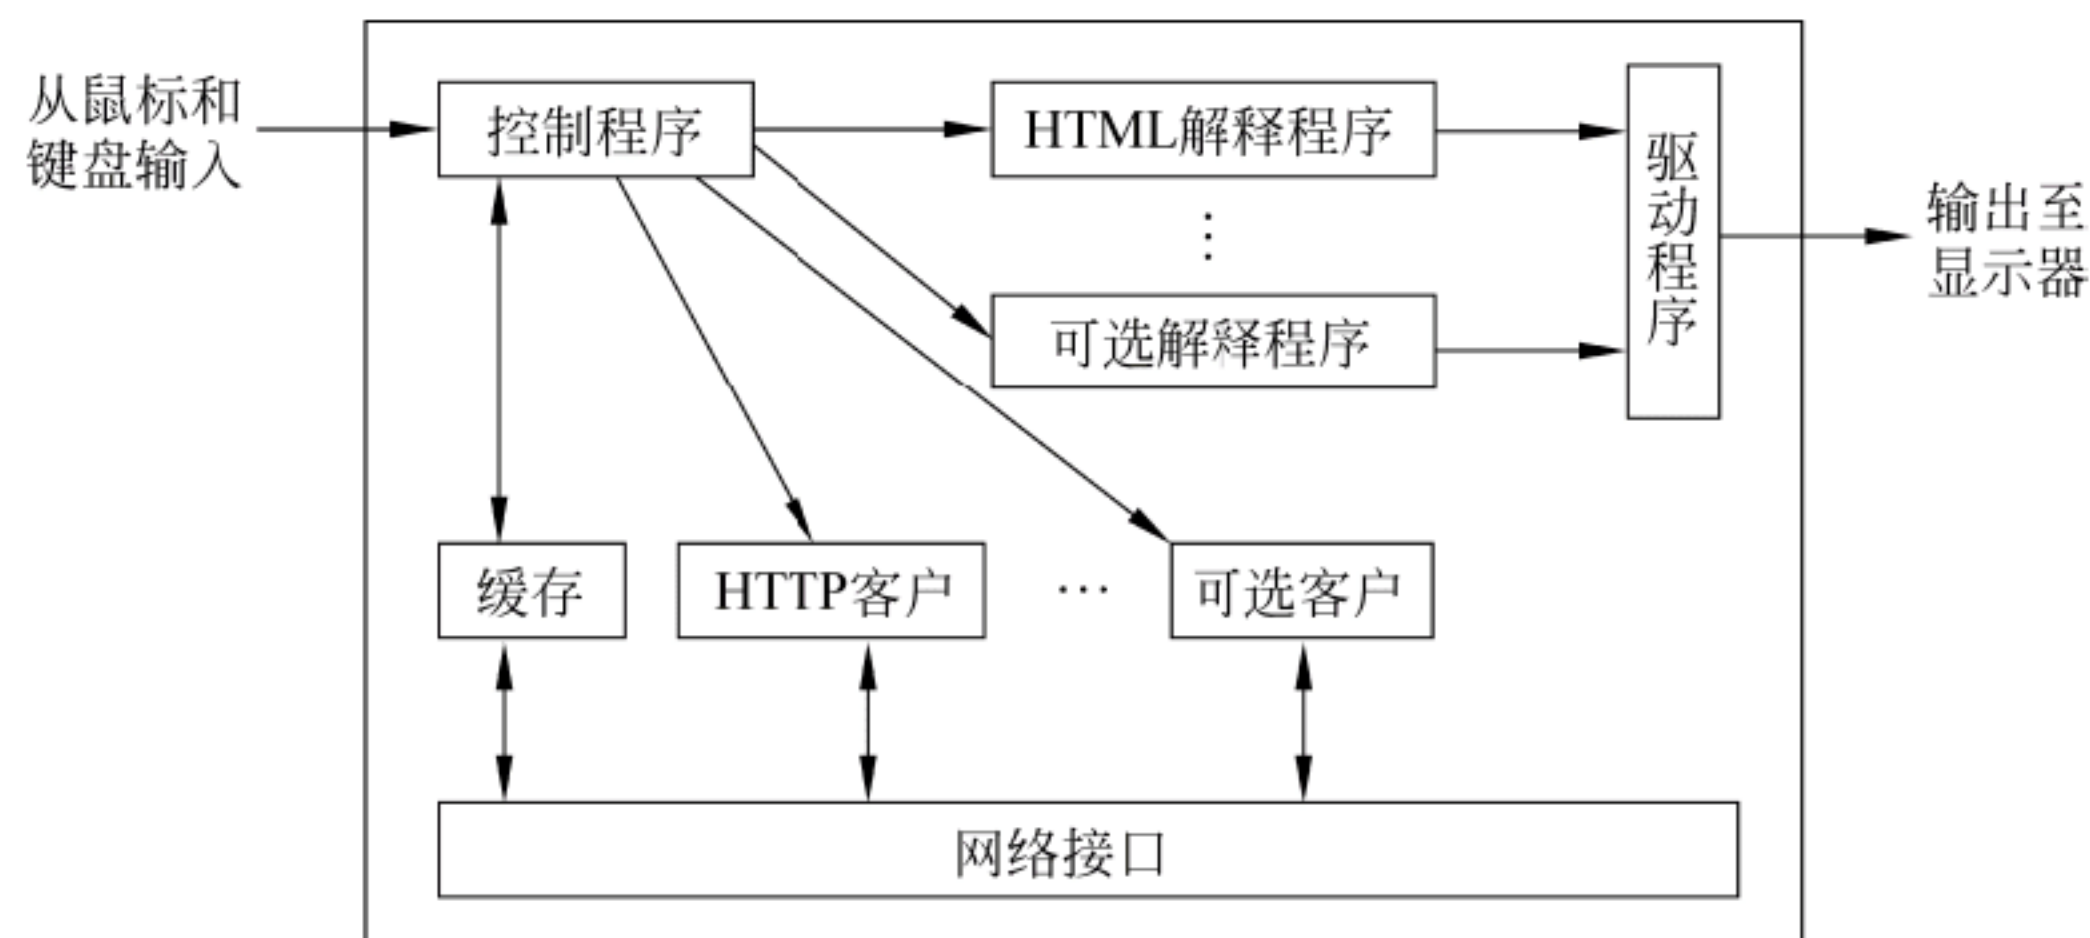 从鼠标和
键盘输入
控制程序
HTML解释程序
⋮
可选解释程序
驱动程序
输出至
显示器
缓存
HTTP客户
…
可选客户
网络接口